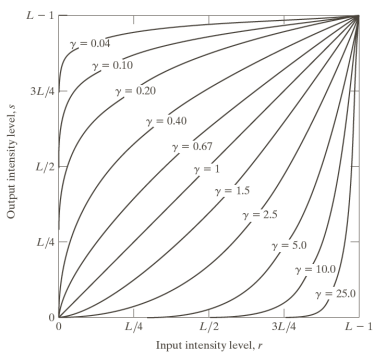 L − 1
γ = 0.04
γ = 0.10
3L/4
γ = 0.20
γ = 0.40
γ = 0.67
L/2
γ = 1
γ = 1.5
γ = 2.5
L/4
γ = 5.0
γ = 10.0
γ = 25.0
0
0 L/4 L/2 3L/4 L − 1
Input intensity level, r
Output intensity level, s